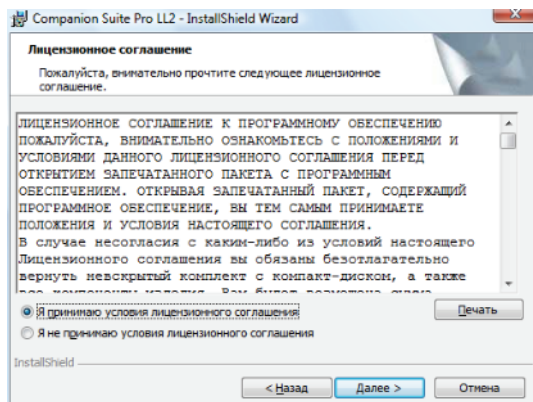 Companion Suite Pro LL2 - InstallShield Wizard
Лицензионное соглашение
Пожалуйста, внимательно прочтите следующее лицензионное
соглашение.
ЛИЦЕНЗИОННОЕ СОГЛАШЕНИЕ К ПРОГРАММНОМУ ОБЕСПЕЧЕНИЮ
ПОЖАЛУЙСТА, ВНИМАТЕЛЬНО ОЗНАКОМЬТЕСЬ С ПОЛОЖЕНИЯМИ И
УСЛОВИЯМИ ДАННОГО ЛИЦЕНЗИОННОГО СОГЛАШЕНИЯ ПЕРЕД
ОТКРЫТИЕМ ЗАПЕЧАТАННОГО ПАКЕТА С ПРОГРАММНЫМ
ОБЕСПЕЧЕНИЕМ. ОТКРЫВАЯ ЗАПЕЧАТАННЫЙ ПАКЕТ, СОДЕРЖАЩИЙ
ПРОГРАММНОЕ ОБЕСПЕЧЕНИЕ, ВЫ ТЕМ САМЫМ ПРИНИМАЕТЕ
ПОЛОЖЕНИЯ И УСЛОВИЯ НАСТОЯЩЕГО СОГЛАШЕНИЯ.
В случае несогласия с каким-либо из условий настоящего
Лицензионного соглашения вы обязаны безотлагательно
вернуть невскрытый комплект с компакт-диском, а также
Я принимаю условия лицензионного соглашения
Печать
Я не принимаю условия лицензионного соглашения
InstallShield
< Назад
Далее >
Отмена